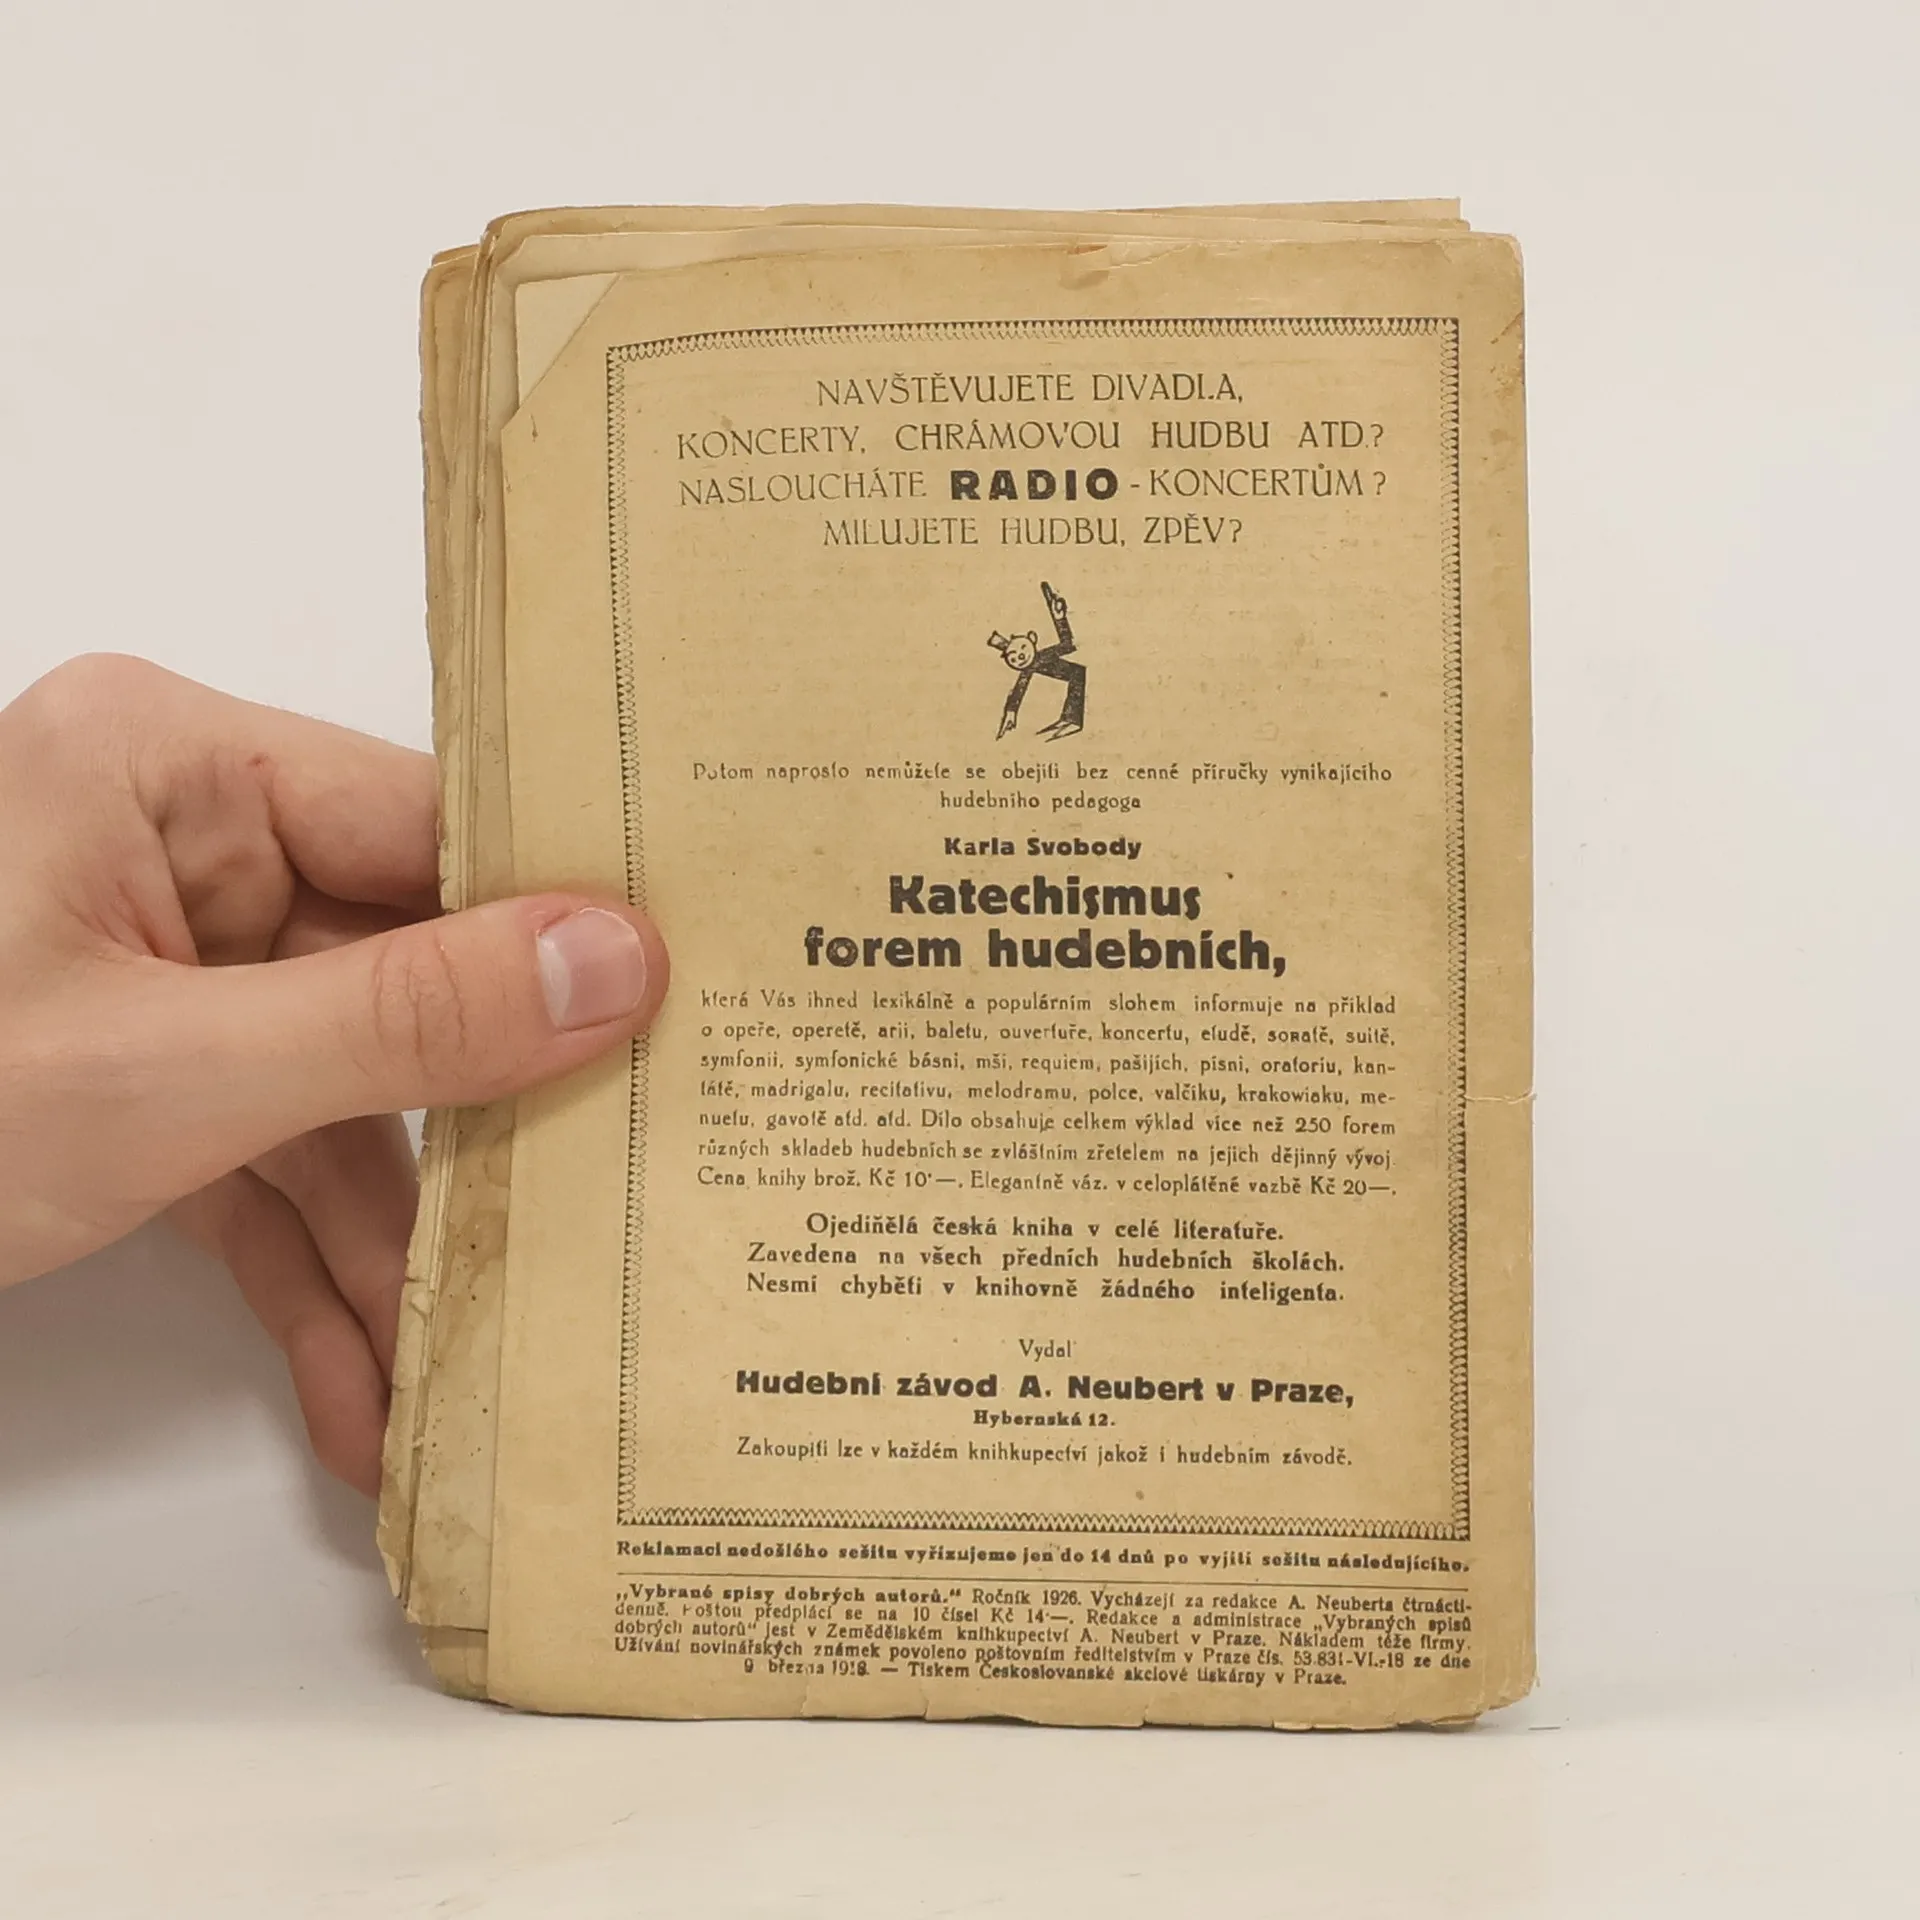 NAVŠTĚVUJETE DIVADLA,
KONCERTY, CHRÁMOVOU HUDBU ATD.?
NASLOUCHÁTE RADIO - KONCERTŮM?
MILUJETE HUDBU, ZPĚV?
Potom naprosto nemůžete se obejíti bez cenné příručky vynikajícího
hudebního pedagoga
Karla Svobody
Katechismus
forem hudebních,
která Vás ihned lexikálně a populárním slohem informuje na příklad
o opeře, operetě, arii, baletu, ouvertuře, koncertu, etudě, sonatě, suitě,
symfonii, symfonické básni, mši, requiem, pašijích, písni, oratoriu, kan-
tátě, madrigalu, recitativu, melodramu, polce, valčíku, krakowiaku, me-
nuetu, gavotě atd. atd. Dílo obsahuje celkem výklad více než 250 forem
různých skladeb hudebních se zvláštním zřetelem na jejich dějinný vývoj.
Cena knihy brož. Kč 10·—. Elegantně váz. v celoplátěné vazbě Kč 20—.
Ojediňělá česká kniha v celé literatuře.
Zavedena na všech předních hudebních školách.
Nesmí chyběti v knihovně žádného inteligenta.
Vydal
Hudební závod A. Neubert v Praze,
Hybernská 12.
Zakoupiti lze v každém knihkupectví jakož i hudebním závodě.
Reklamaci nedošlého sešitu vyřizujeme jen do 14 dnů po vyjití sešitu následujícího.
„Vybrané spisy dobrých autorů.“ Ročník 1926. Vycházejí za redakce A. Neuberta čtrnácti-
denně. Poštou předplácí se na 10 čísel Kč 14·—. Redakce a administrace „Vybraných spisů
dobrých autorů“ jest v Zemědělském knihkupectví A. Neubert v Praze. Nákladem téže firmy.
Užívání novinářských známek povoleno poštovním ředitelstvím v Praze čís. 53.831-VI.-18 ze dne
9 března 1918. — Tiskem Českoslovanské akciové tiskárny v Praze.